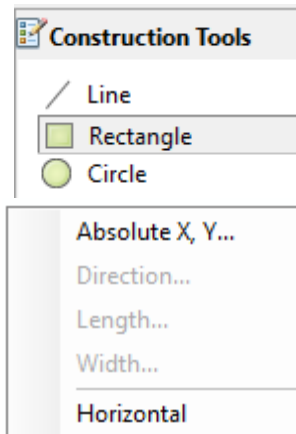 Construction Tools
Line
Rectangle
Circle
Absolute X, Y...
Direction...
Length...
Width...
Horizontal